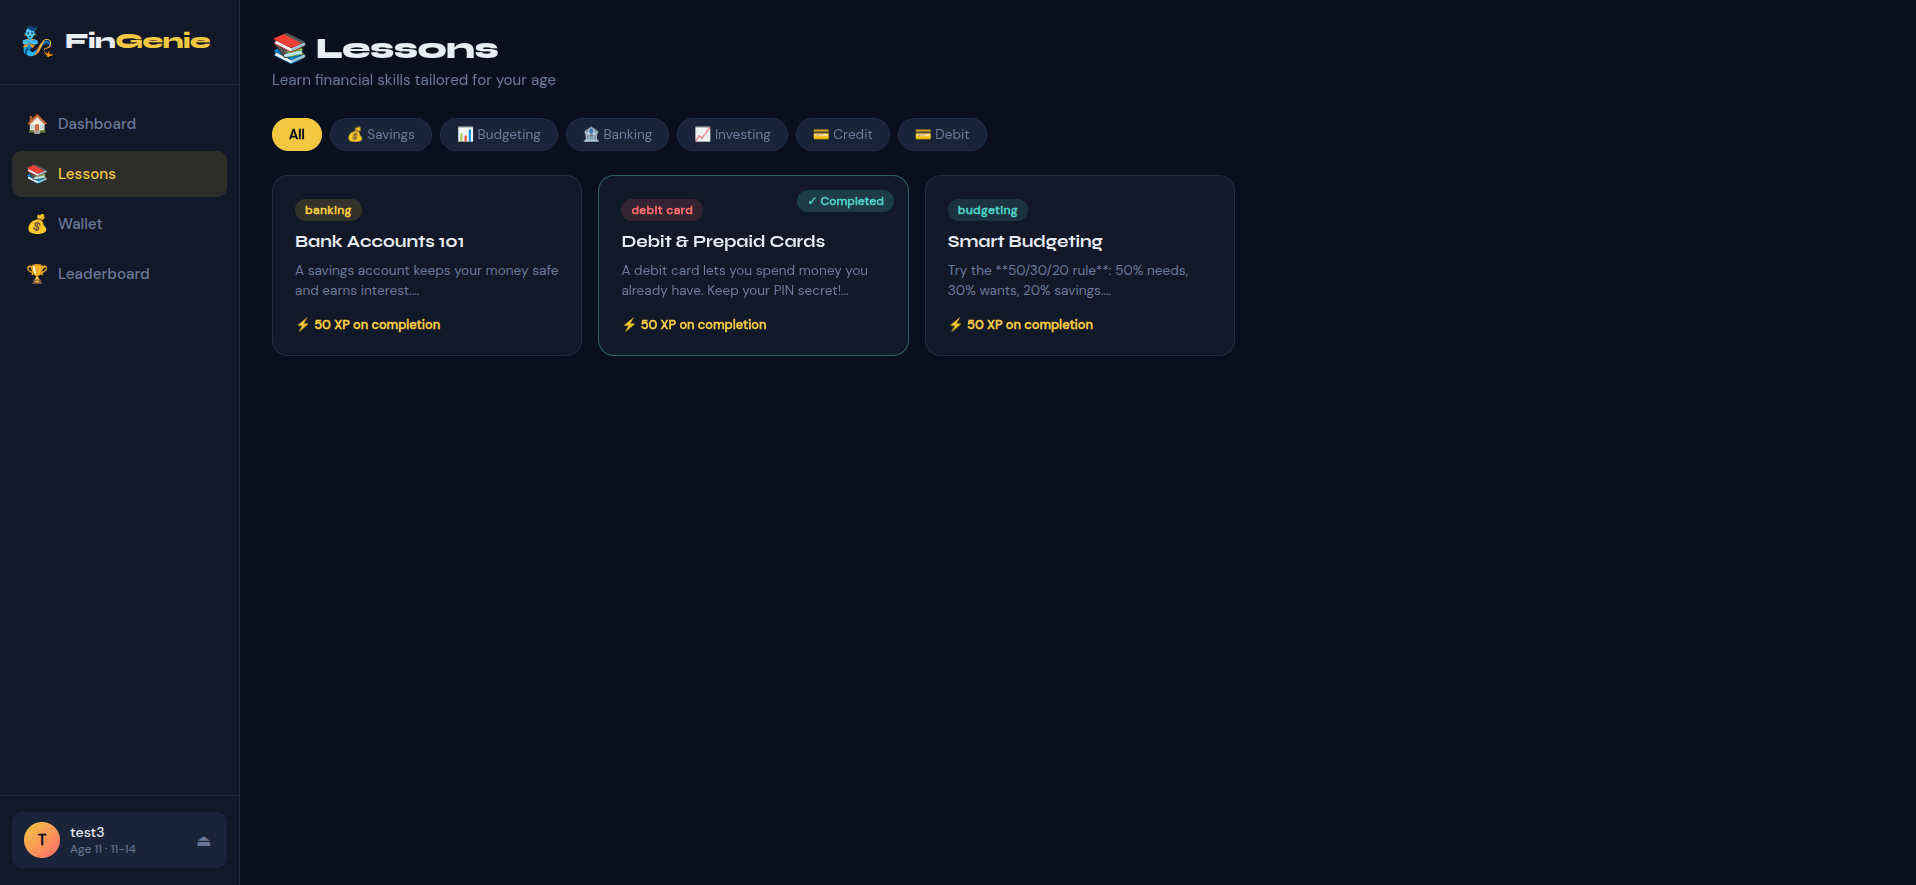 FinGenie
Dashboard
Lessons
Wallet
Leaderboard
test3
Age 11 · 11-14
T
📚 Lessons
Learn financial skills tailored for your age
All
💰 Savings
📊 Budgeting
🏦 Banking
📈 Investing
💳 Credit
💳 Debit
banking
Bank Accounts 101
A savings account keeps your money safe
and earns interest....
⚡ 50 XP on completion
debit card
✓ Completed
Debit & Prepaid Cards
A debit card lets you spend money you
already have. Keep your PIN secret!...
⚡ 50 XP on completion
budgeting
Smart Budgeting
Try the **50/30/20 rule**: 50% needs,
30% wants, 20% savings....
⚡ 50 XP on completion